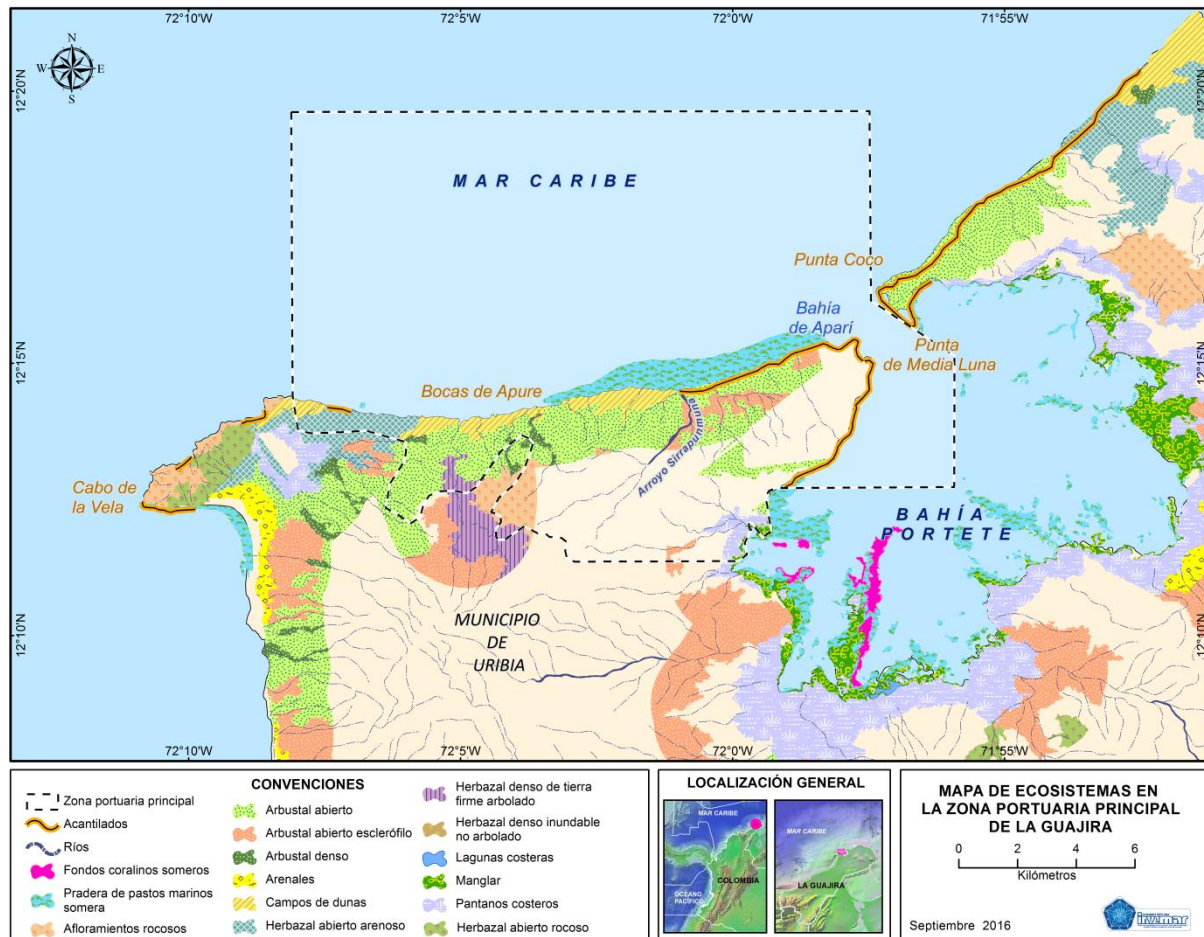 72°10'W
72°5'W
72°0'W
71°55'W
N
W
E
S
12°20'N
12°20'N
MAR CARIBE
Punta Coco
Bahía
de Aparí
Punta
de Media Luna
12°15'N
12°15'N
Bocas de Apure
Arroyo Sirrapunmuna
Cabo de
la Vela
BAHÍA
PORTETE
MUNICIPIO
DE
URIBIA
12°10'N
12°10'N
72°10'W
72°5'W
72°0'W
71°55'W
CONVENCIONES
Zona portuaria principal
Acantilados
Ríos
Fondos coralinos someros
Pradera de pastos marinos
somera
Afloramientos rocosos
Arbustal abierto
Arbustal abierto esclerófilo
Arbustal denso
Arenales
Campos de dunas
Herbazal abierto arenoso
Herbazal denso de tierra
firme arbolado
Herbazal denso inundable
no arbolado
Lagunas costeras
Manglar
Pantanos costeros
Herbazal abierto rocoso
LOCALIZACIÓN GENERAL
MAR CARIBE
COLOMBIA
OCÉANO
PACÍFICO
MAR CARIBE
LA GUAJIRA
MAPA DE ECOSISTEMAS EN
LA ZONA PORTUARIA PRINCIPAL
DE LA GUAJIRA
0 2 4 6
Kilómetros
Septiembre 2016
invemar